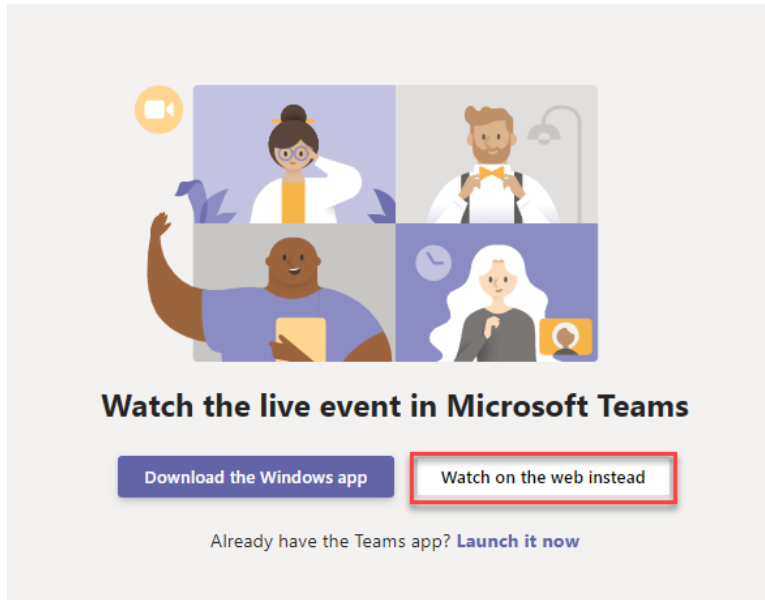 Watch the live event in Microsoft Teams
Download the Windows app
Watch on the web instead
Already have the Teams app? Launch it now